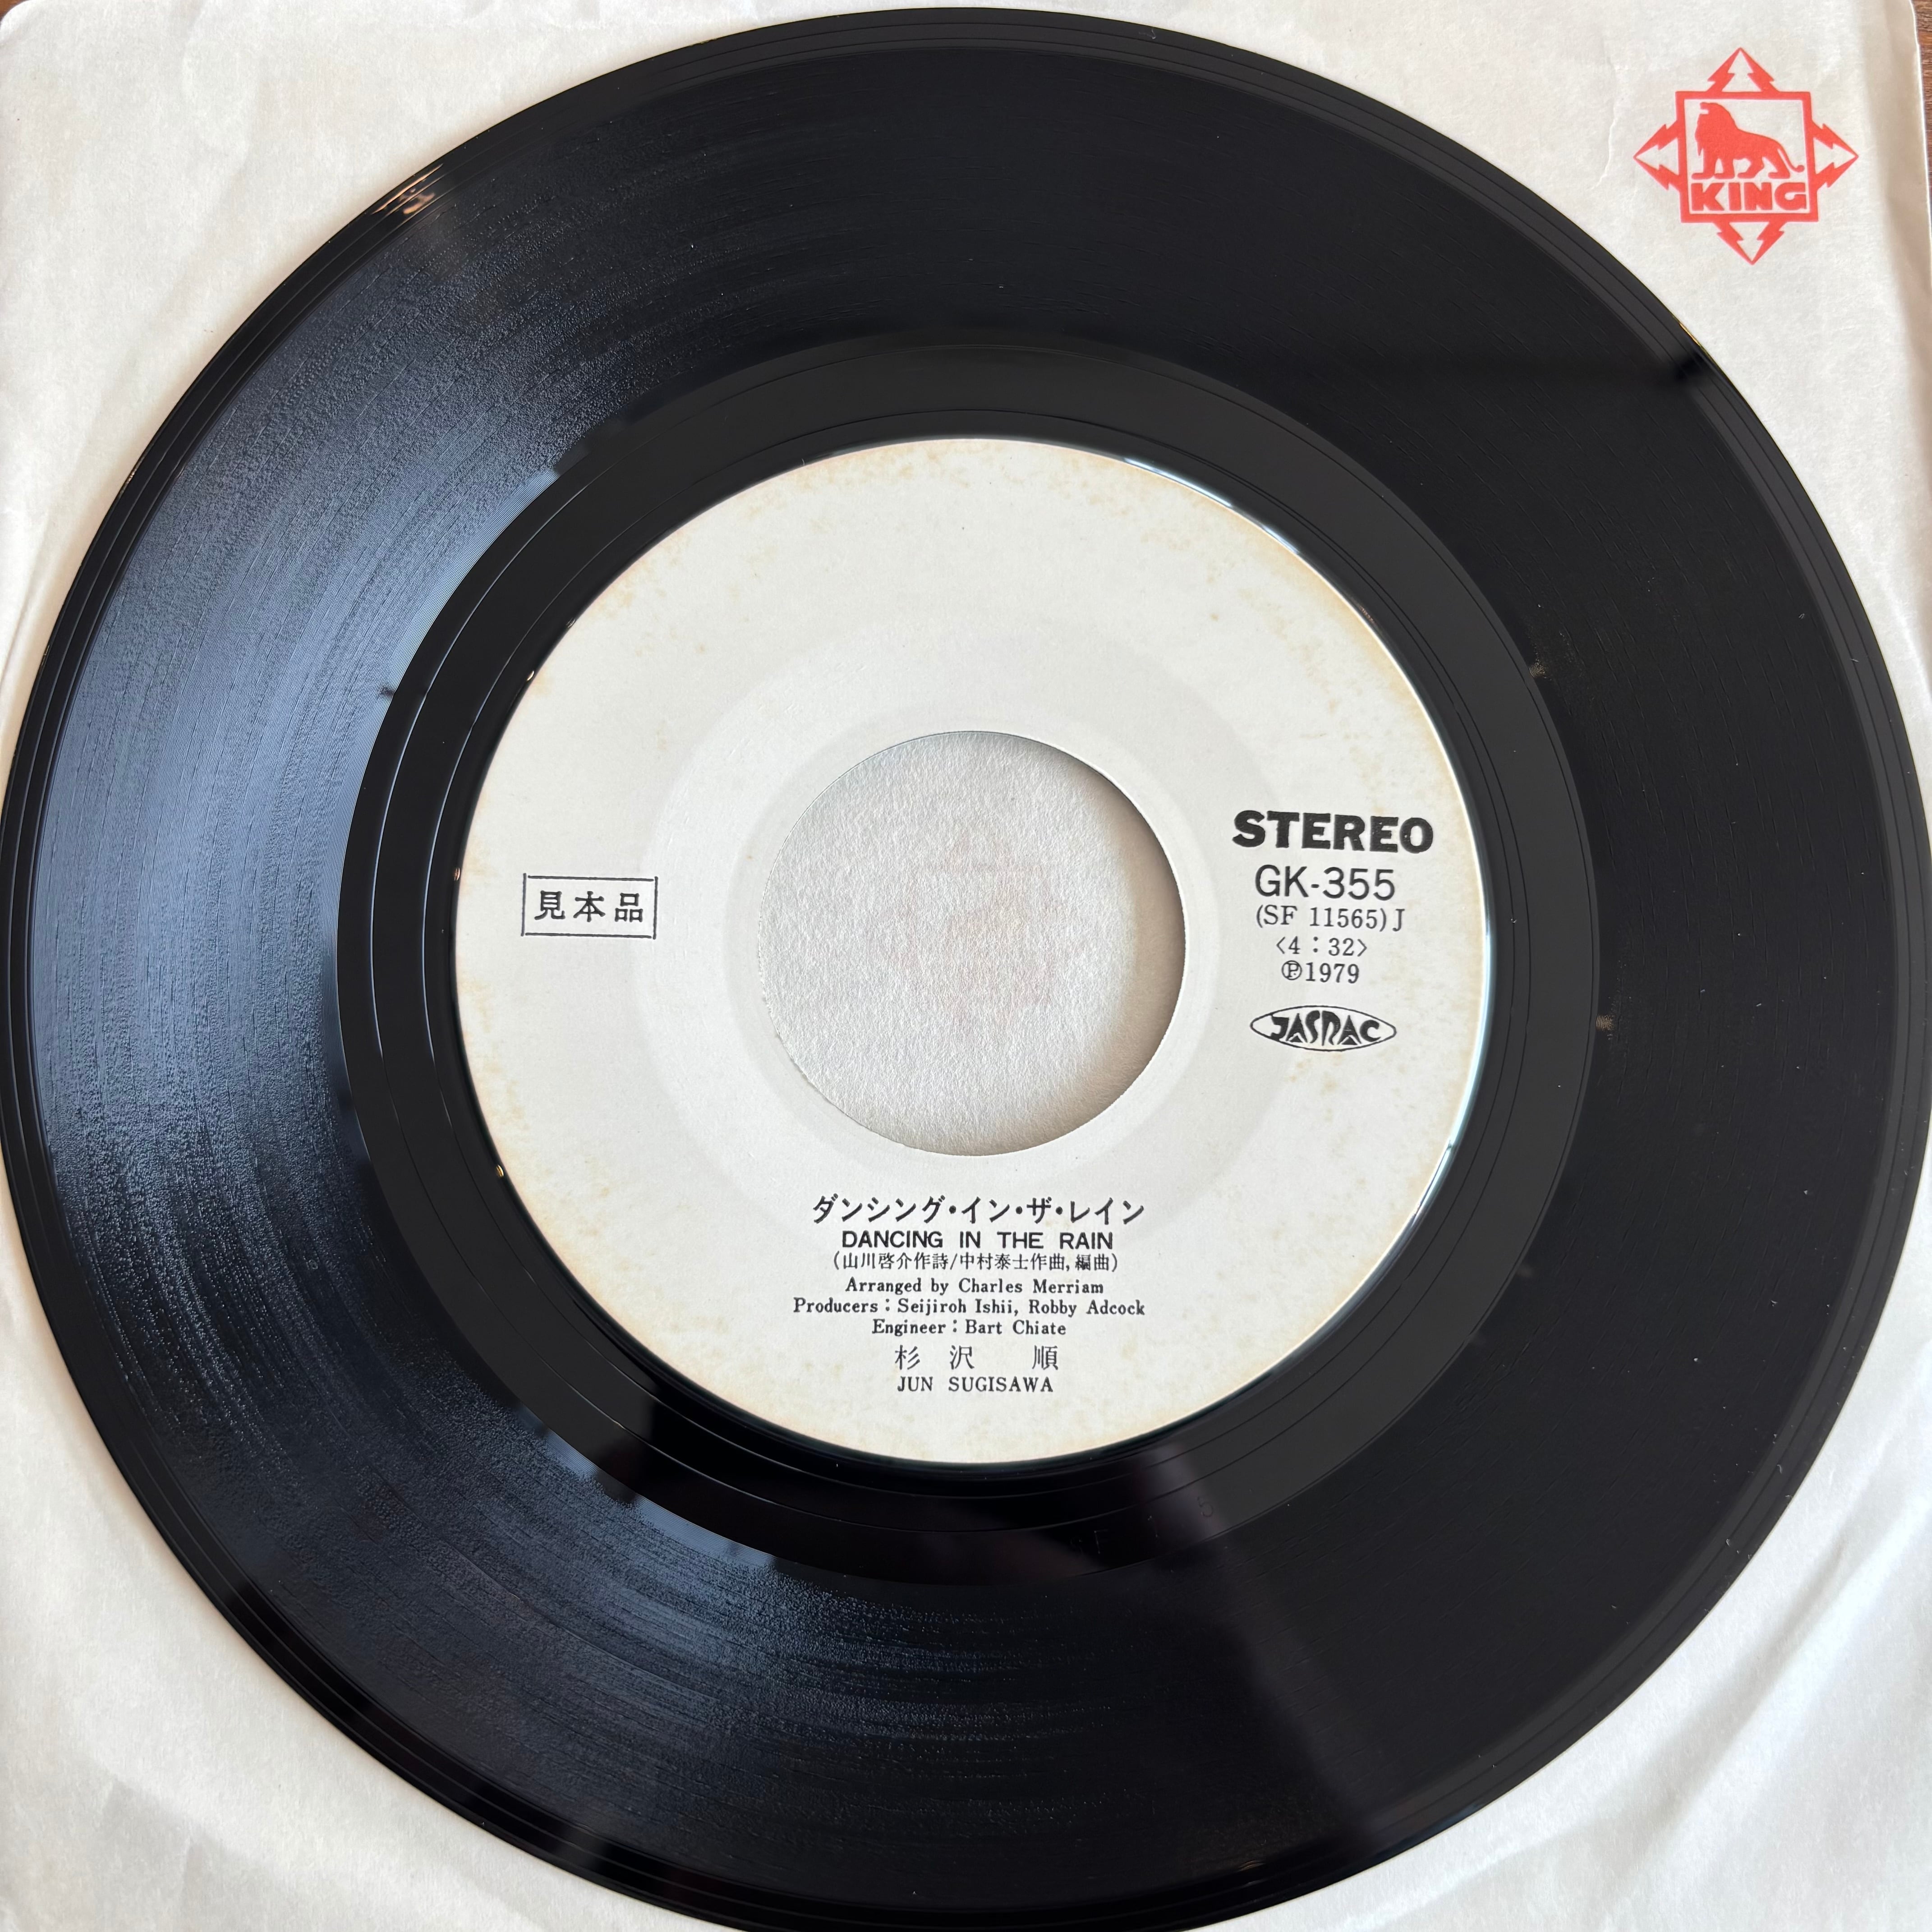 KING
STEREO
GK-355
(SF 11565)J
〈4:32〉
Ⓟ1979
JASRAC
見本品
ダンシング・イン・ザ・レイン
DANCING IN THE RAIN
(山川啓介作詩/中村泰士作曲,編曲)
Arranged by Charles Merriam
Producers:Seijiroh Ishii, Robby Adcock
Engineer:Bart Chiate
杉沢 順
JUN SUGISAWA